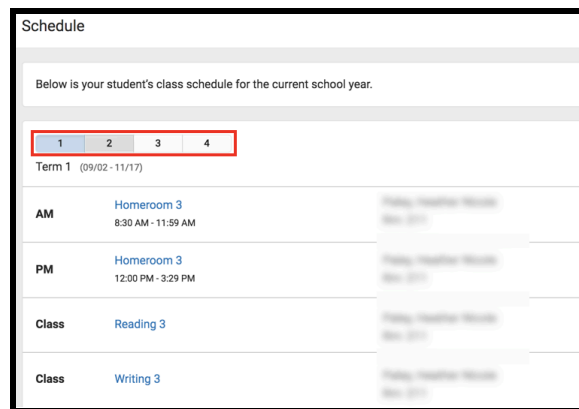 Schedule
Below is your student's class schedule for the current school year.
1 2 3 4
Term 1 (09/02 - 11/17)
AM Homeroom 3
8:30 AM - 11:59 AM
PM Homeroom 3
12:00 PM - 3:29 PM
Class Reading 3
Class Writing 3